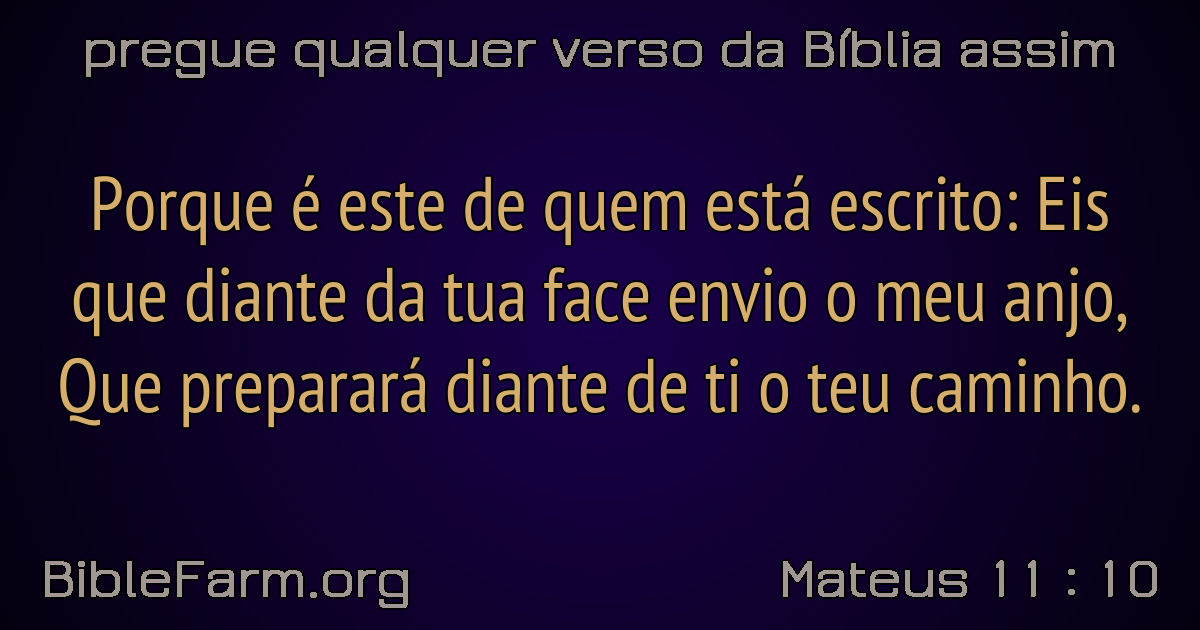 pregue qualquer verso da Bíblia assim
Porque é este de quem está escrito: Eis
que diante da tua face envio o meu anjo,
Que preparará diante de ti o teu caminho.
BibleFarm.org
Mateus 11 : 10